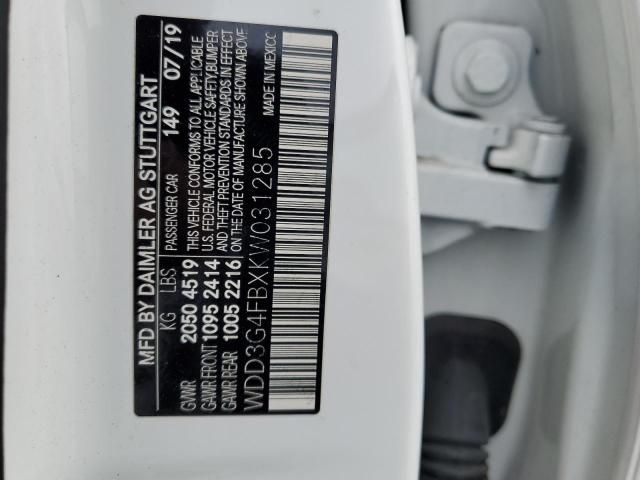 MFD BY DAIMLER AG STUTTGART
KG LBS PASSENGER CAR 149 07/19
GVWR 2050 4519 THIS VEHICLE CONFORMS TO ALL APPLICABLE
GAWR FRONT 1095 2414 U.S. FEDERAL MOTOR VEHICLE SAFETY, BUMPER
GAWR REAR 1005 2216 AND THEFT PREVENTION STANDARDS IN EFFECT
ON THE DATE OF MANUFACTURE SHOWN ABOVE
WDD3G4FBXKW031285 MADE IN MEXICO